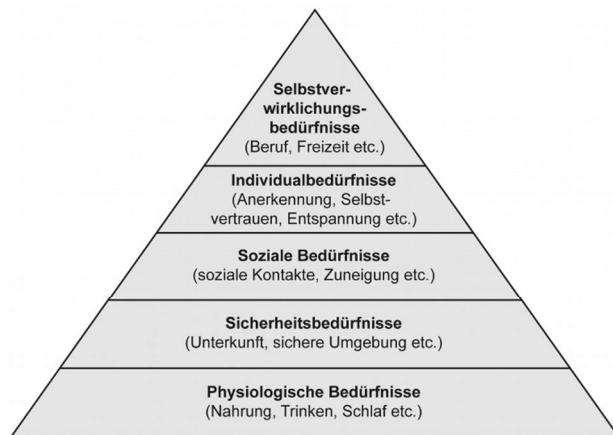 Selbstver-
wirklichungs-
bedürfnisse
(Beruf, Freizeit etc.)
Individualbedürfnisse
(Anerkennung, Selbst-
vertrauen, Entspannung etc.)
Soziale Bedürfnisse
(soziale Kontakte, Zuneigung etc.)
Sicherheitsbedürfnisse
(Unterkunft, sichere Umgebung etc.)
Physiologische Bedürfnisse
(Nahrung, Trinken, Schlaf etc.)